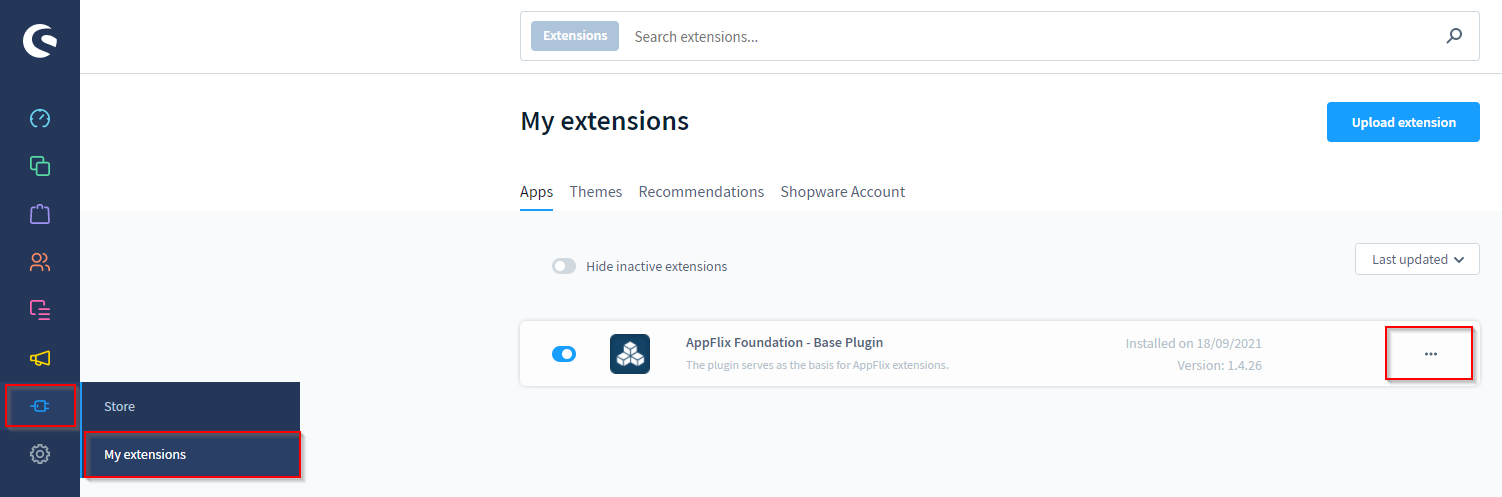 Extensions Search extensions...
My extensions
Upload extension
Apps Themes Recommendations Shopware Account
Hide inactive extensions
Last updated
AppFlix Foundation - Base Plugin
The plugin serves as the basis for AppFlix extensions.
Installed on 18/09/2021
Version: 1.4.26
Store
My extensions